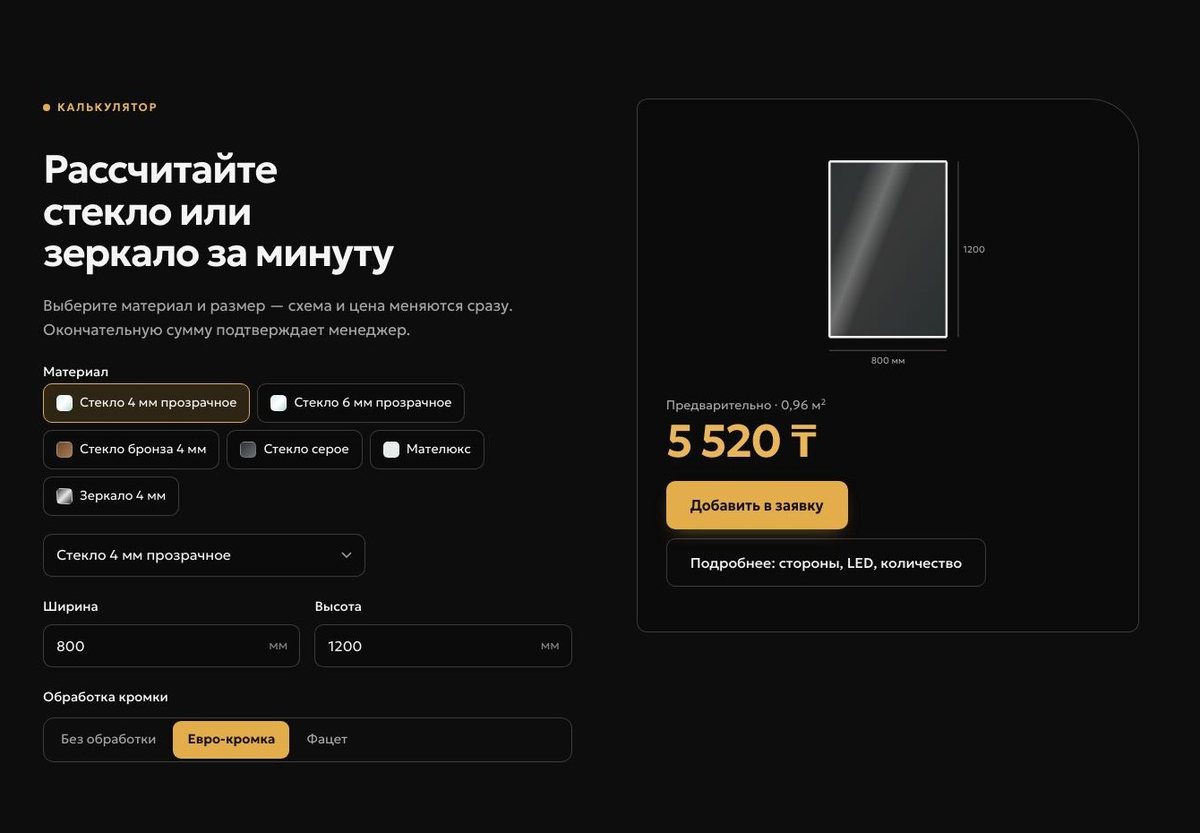 КАЛЬКУЛЯТОР
Рассчитайте
стекло или
зеркало за минуту
Выберите материал и размер — схема и цена меняются сразу.
Окончательную сумму подтверждает менеджер.
Материал
Стекло 4 мм прозрачное
Стекло 6 мм прозрачное
Стекло бронза 4 мм
Стекло серое
Мателюкс
Зеркало 4 мм
Стекло 4 мм прозрачное
Ширина
Высота
800 мм
1200 мм
Обработка кромки
Без обработки
Евро-кромка
Фацет
1200
800 мм
Предварительно · 0,96 м²
5 520 ₸
Добавить в заявку
Подробнее: стороны, LED, количество